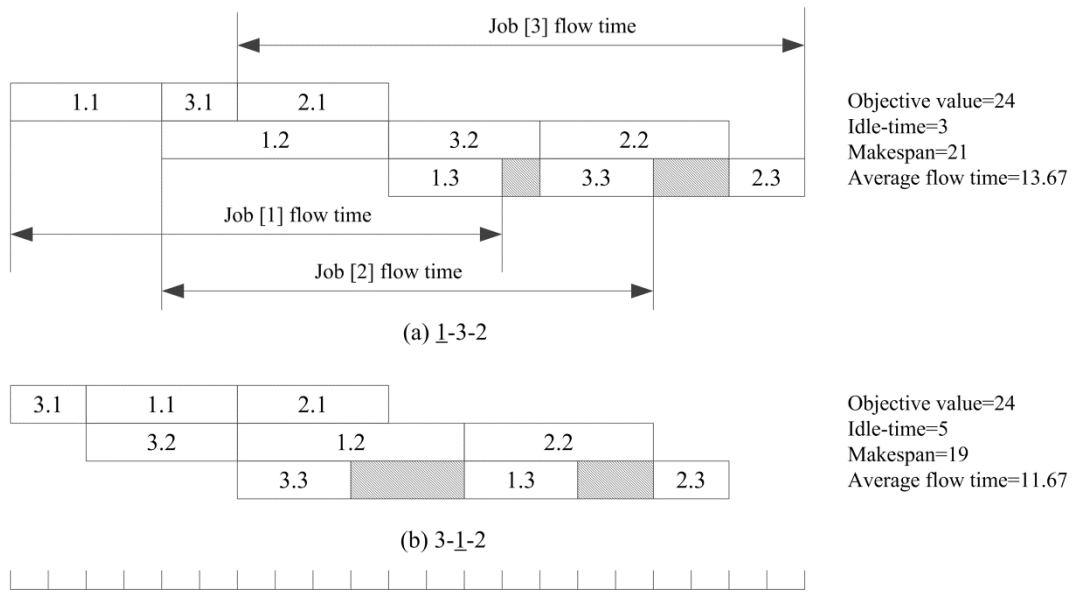 Job [3] flow time
1.1 3.1 2.1
1.2 3.2 2.2
1.3 3.3 2.3
Objective value=24
Idle-time=3
Makespan=21
Average flow time=13.67
Job [1] flow time
Job [2] flow time
(a) 1-3-2
3.1 1.1 2.1
3.2 1.2 2.2
3.3 1.3 2.3
Objective value=24
Idle-time=5
Makespan=19
Average flow time=11.67
(b) 3-1-2